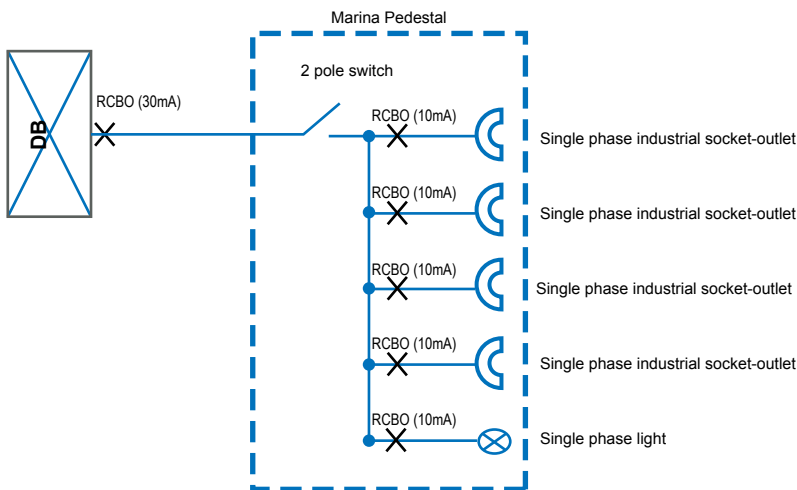 Marina Pedestal
2 pole switch
DB
RCBO (30mA)
RCBO (10mA)
Single phase industrial socket-outlet
RCBO (10mA)
Single phase industrial socket-outlet
RCBO (10mA)
Single phase industrial socket-outlet
RCBO (10mA)
Single phase industrial socket-outlet
RCBO (10mA)
Single phase light